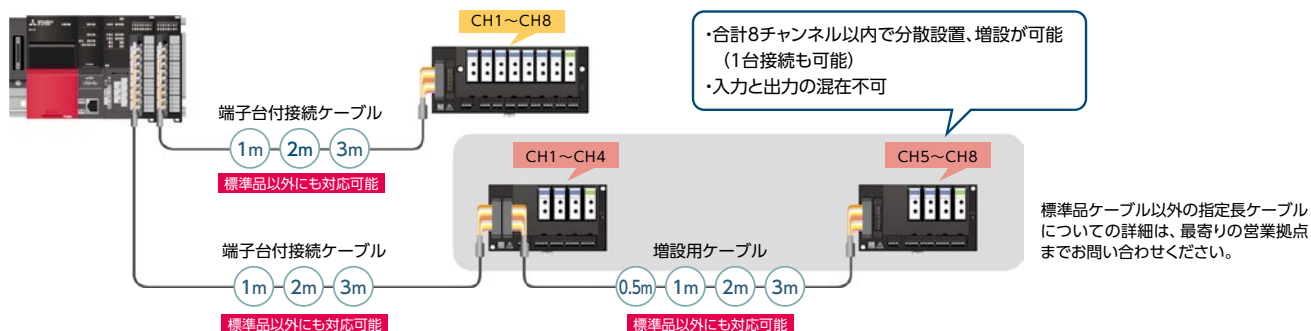 CH1～CH8
・合計8チャンネル以内で分散設置、増設が可能
（1台接続も可能）
・入力と出力の混在不可
端子台付接続ケーブル
1m 2m 3m
標準品以外にも対応可能
CH1～CH4
CH5～CH8
標準品ケーブル以外の指定長ケーブル
についての詳細は、最寄りの営業拠点
までお問い合わせください。
端子台付接続ケーブル
1m 2m 3m
標準品以外にも対応可能
増設用ケーブル
0.5m 1m 2m 3m
標準品以外にも対応可能